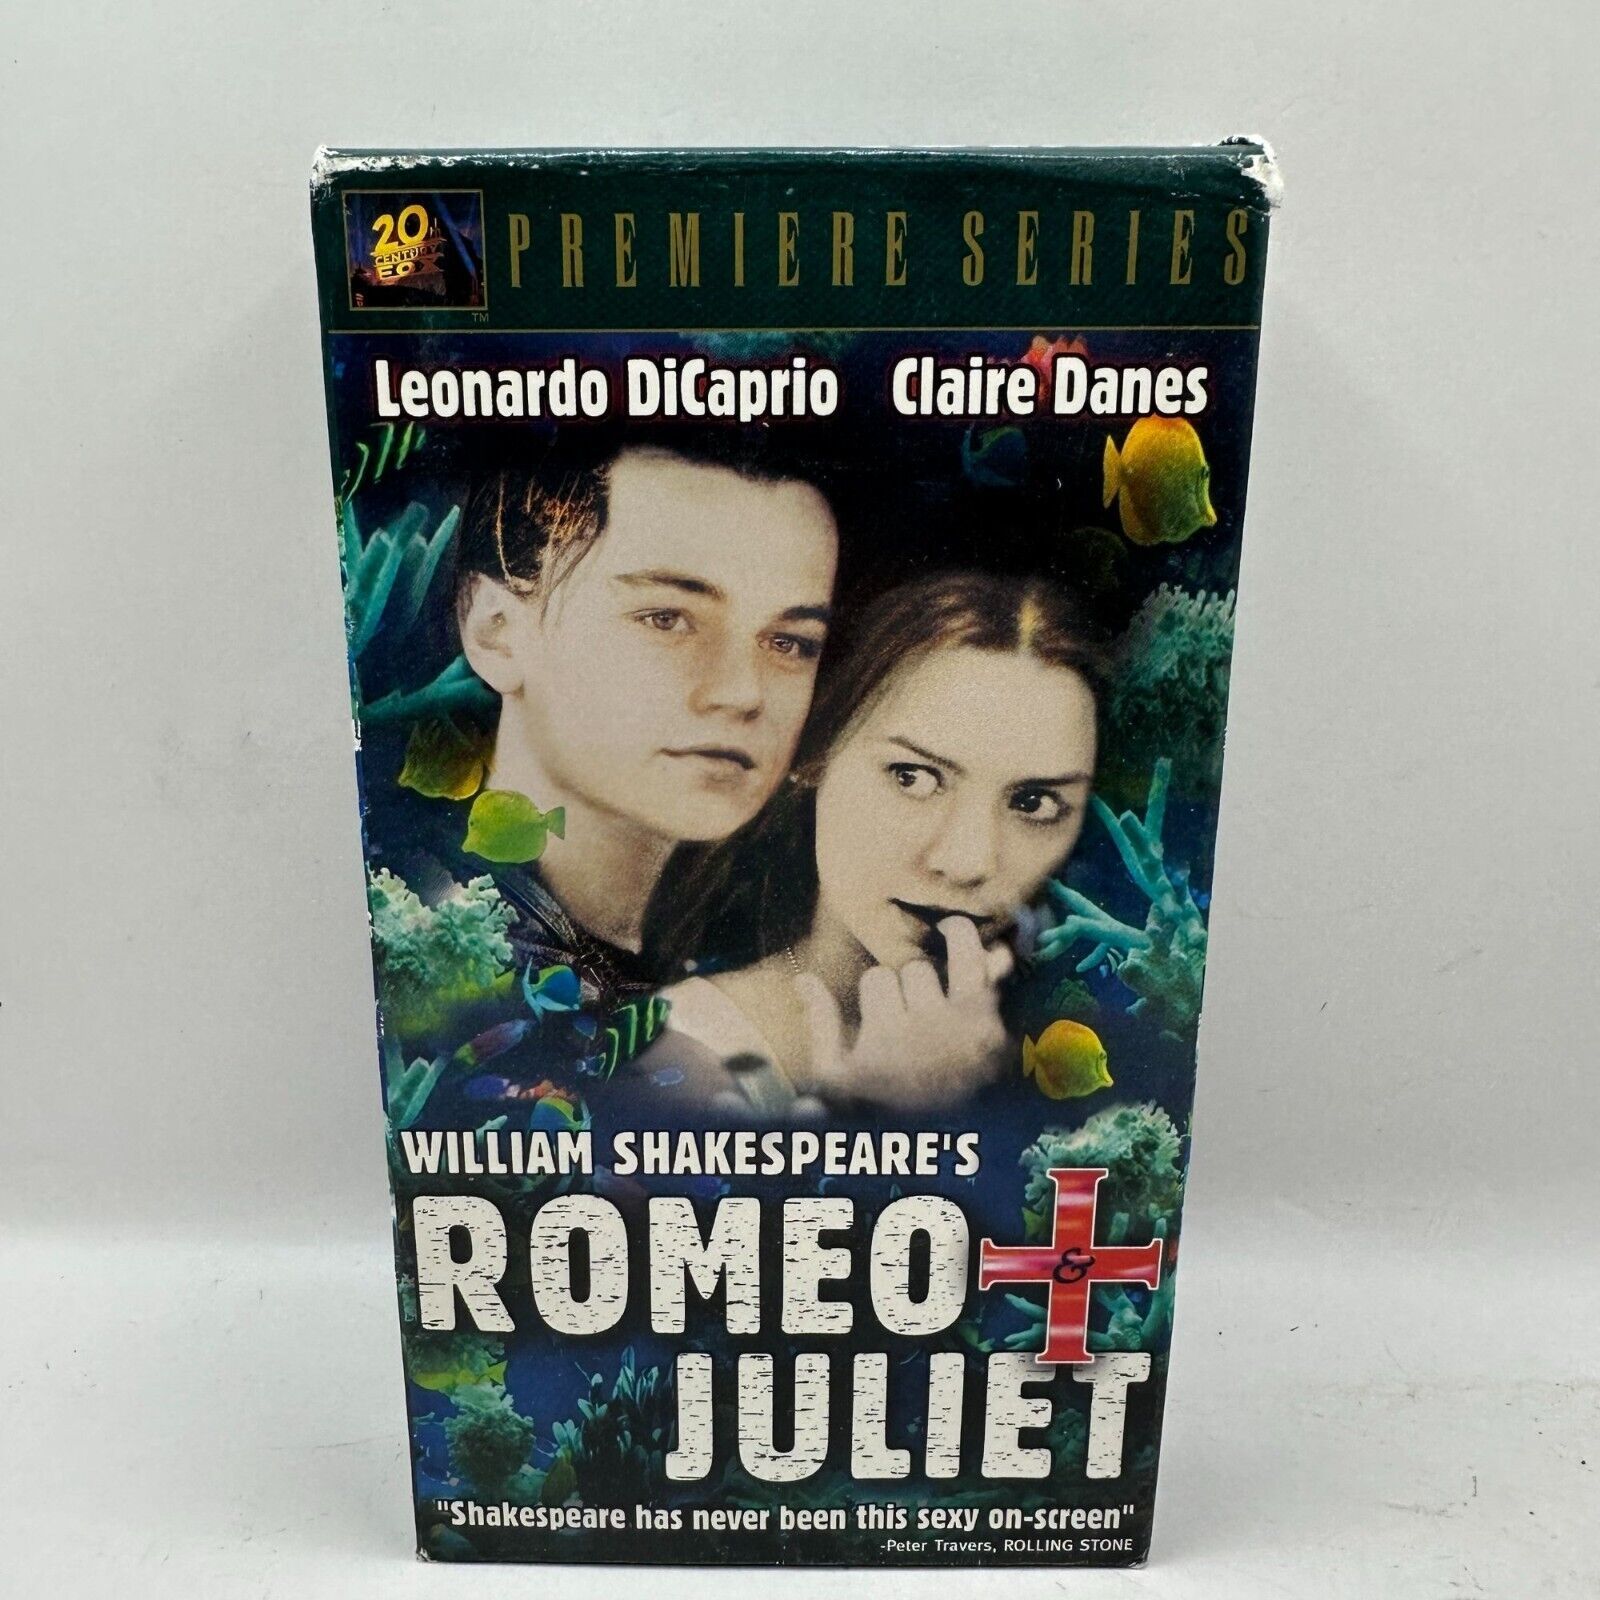 20th
CENTURY
FOX
TM
PREMIERE SERIES
Leonardo DiCaprio Claire Danes
WILLIAM SHAKESPEARE'S
ROMEO
&
JULIET
"Shakespeare has never been this sexy on-screen"
-Peter Travers, ROLLING STONE